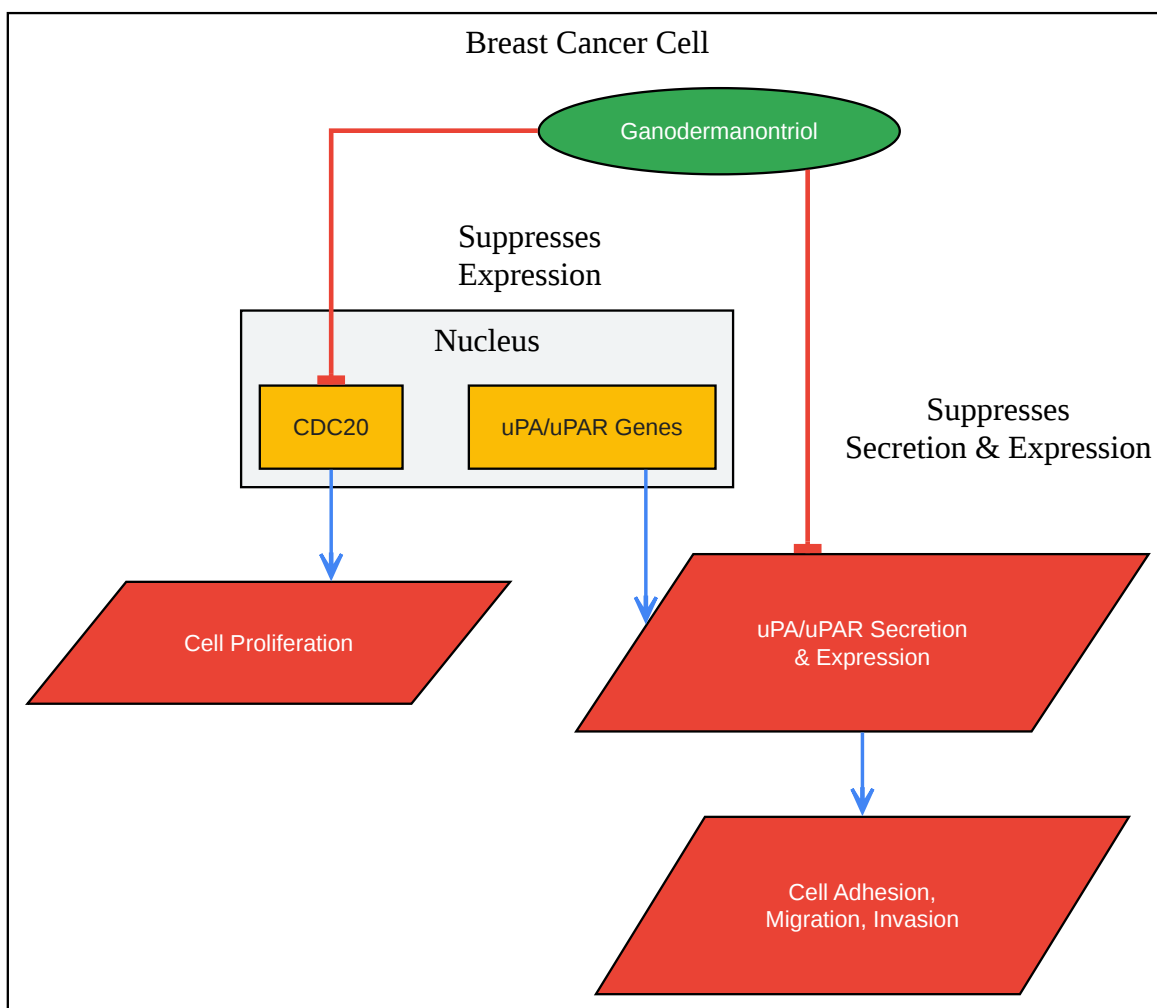 Breast Cancer Cell
Ganodermanontriol
Suppresses
Expression
Nucleus
CDC20
uPA/uPAR Genes
Suppresses
Secretion & Expression
Cell Proliferation
uPA/uPAR Secretion
& Expression
Cell Adhesion,
Migration, Invasion